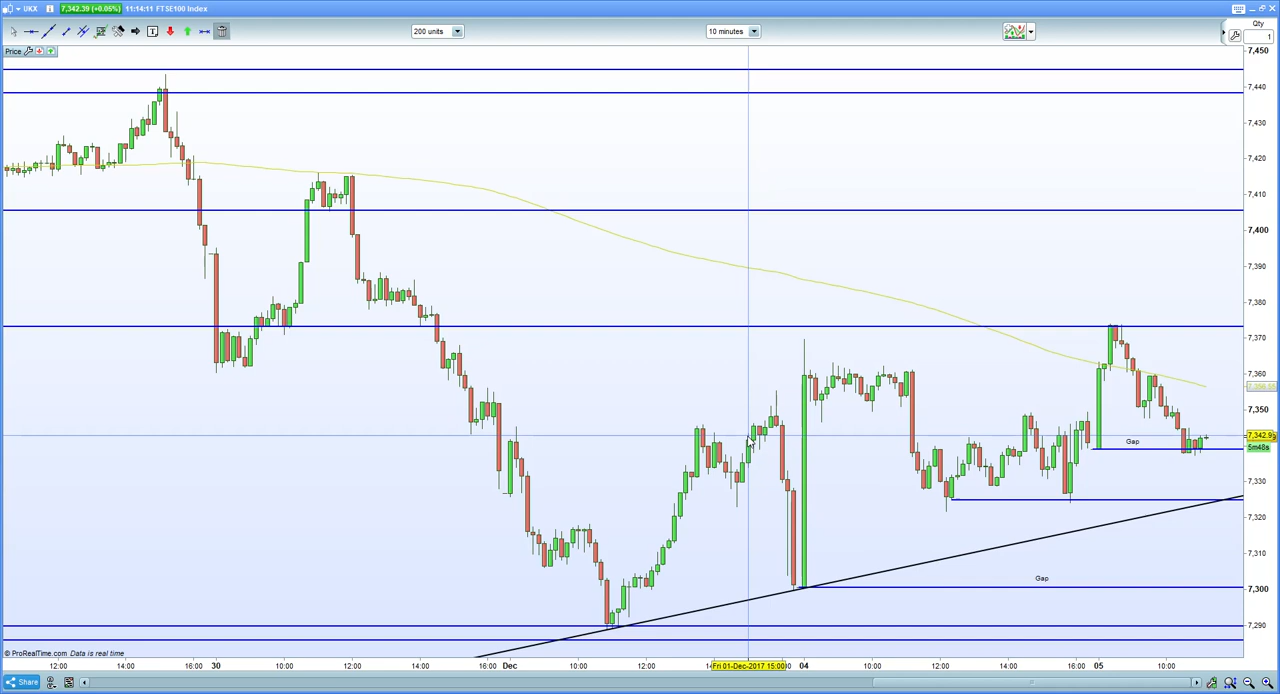 UKX 7,342.39 (+0.05%) 11:14:11 FTSE100 Index
200 units
10 minutes
Qty
1
Price
7,450
7,440
7,430
7,420
7,410
7,400
7,390
7,380
7,370
7,360
7,350
7,342.9
5m48s
7,330
7,320
7,310
7,300
7,290
Gap
Gap
© ProRealTime.com Data is real time
12:00 14:00 16:00 30 10:00 12:00 14:00 16:00 Dec 10:00 12:00 Fri 01-Dec-2017 15:00 04 10:00 12:00 14:00 16:00 05 10:00
Share